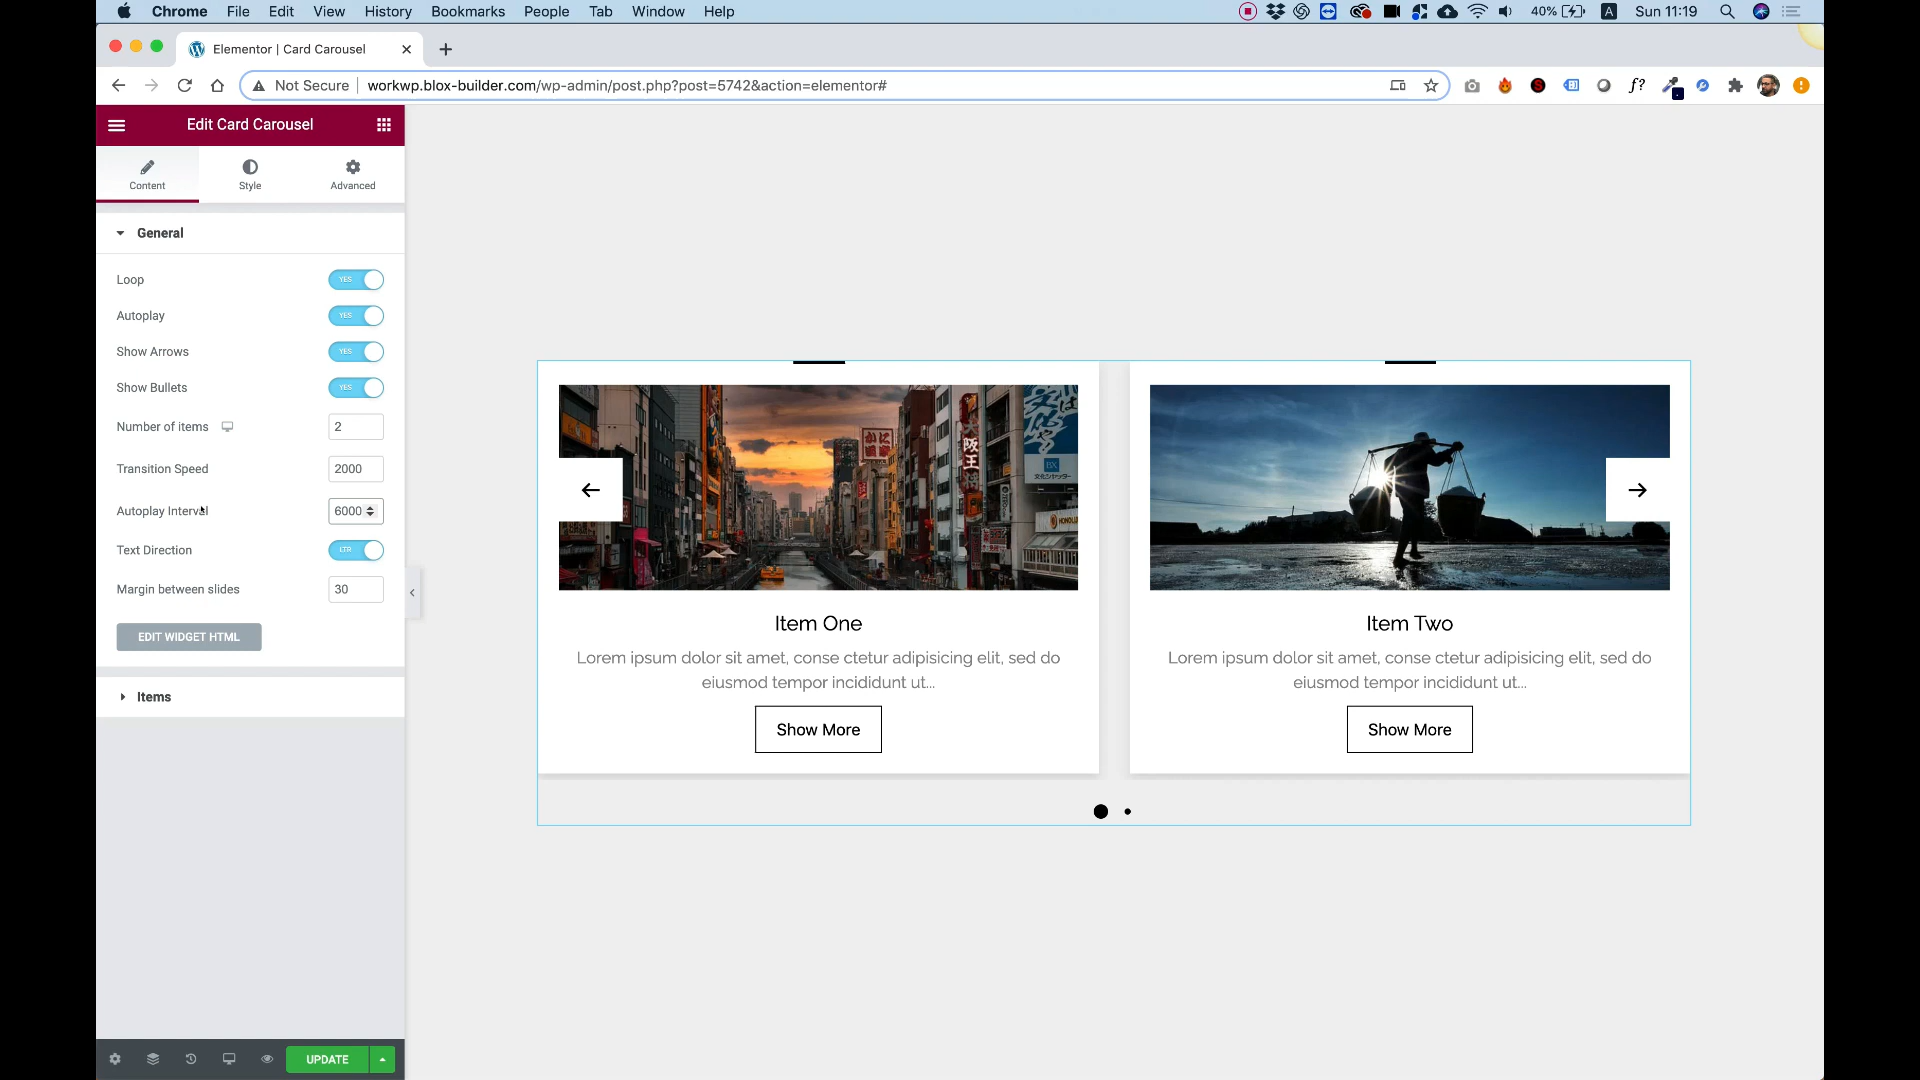 Chrome File Edit View History Bookmarks People Tab Window Help
40% A Sun 11:19
Elementor | Card Carousel
Not Secure workwp.blox-builder.com/wp-admin/post.php?post=5742&action=elementor#
f?
Edit Card Carousel
Content Style Advanced
General
Loop YES
Autoplay YES
Show Arrows YES
Show Bullets YES
Number of items 2
Transition Speed 2000
Autoplay Interval 6000
Text Direction LTR
Margin between slides 30
EDIT WIDGET HTML
Items
UPDATE
大阪王
BX
Item One
Lorem ipsum dolor sit amet, conse ctetur adipisicing elit, sed do
eiusmod tempor incididunt ut...
Show More
Item Two
Lorem ipsum dolor sit amet, conse ctetur adipisicing elit, sed do
eiusmod tempor incididunt ut...
Show More